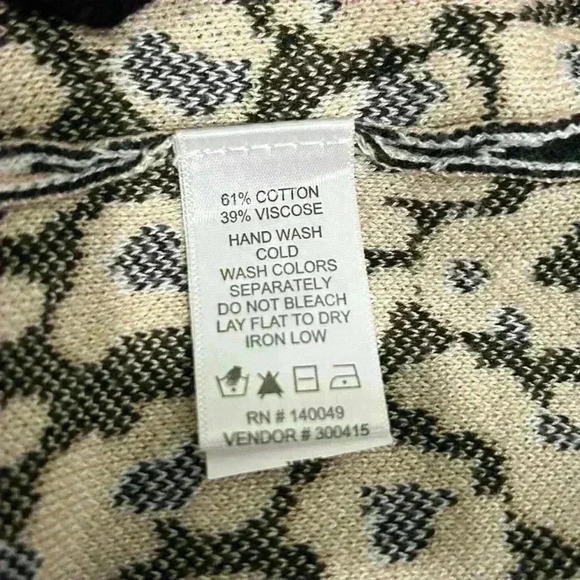 61% COTTON
39% VISCOSE
HAND WASH
COLD
WASH COLORS
SEPARATELY
DO NOT BLEACH
LAY FLAT TO DRY
IRON LOW
RN # 140049
VENDOR # 300415